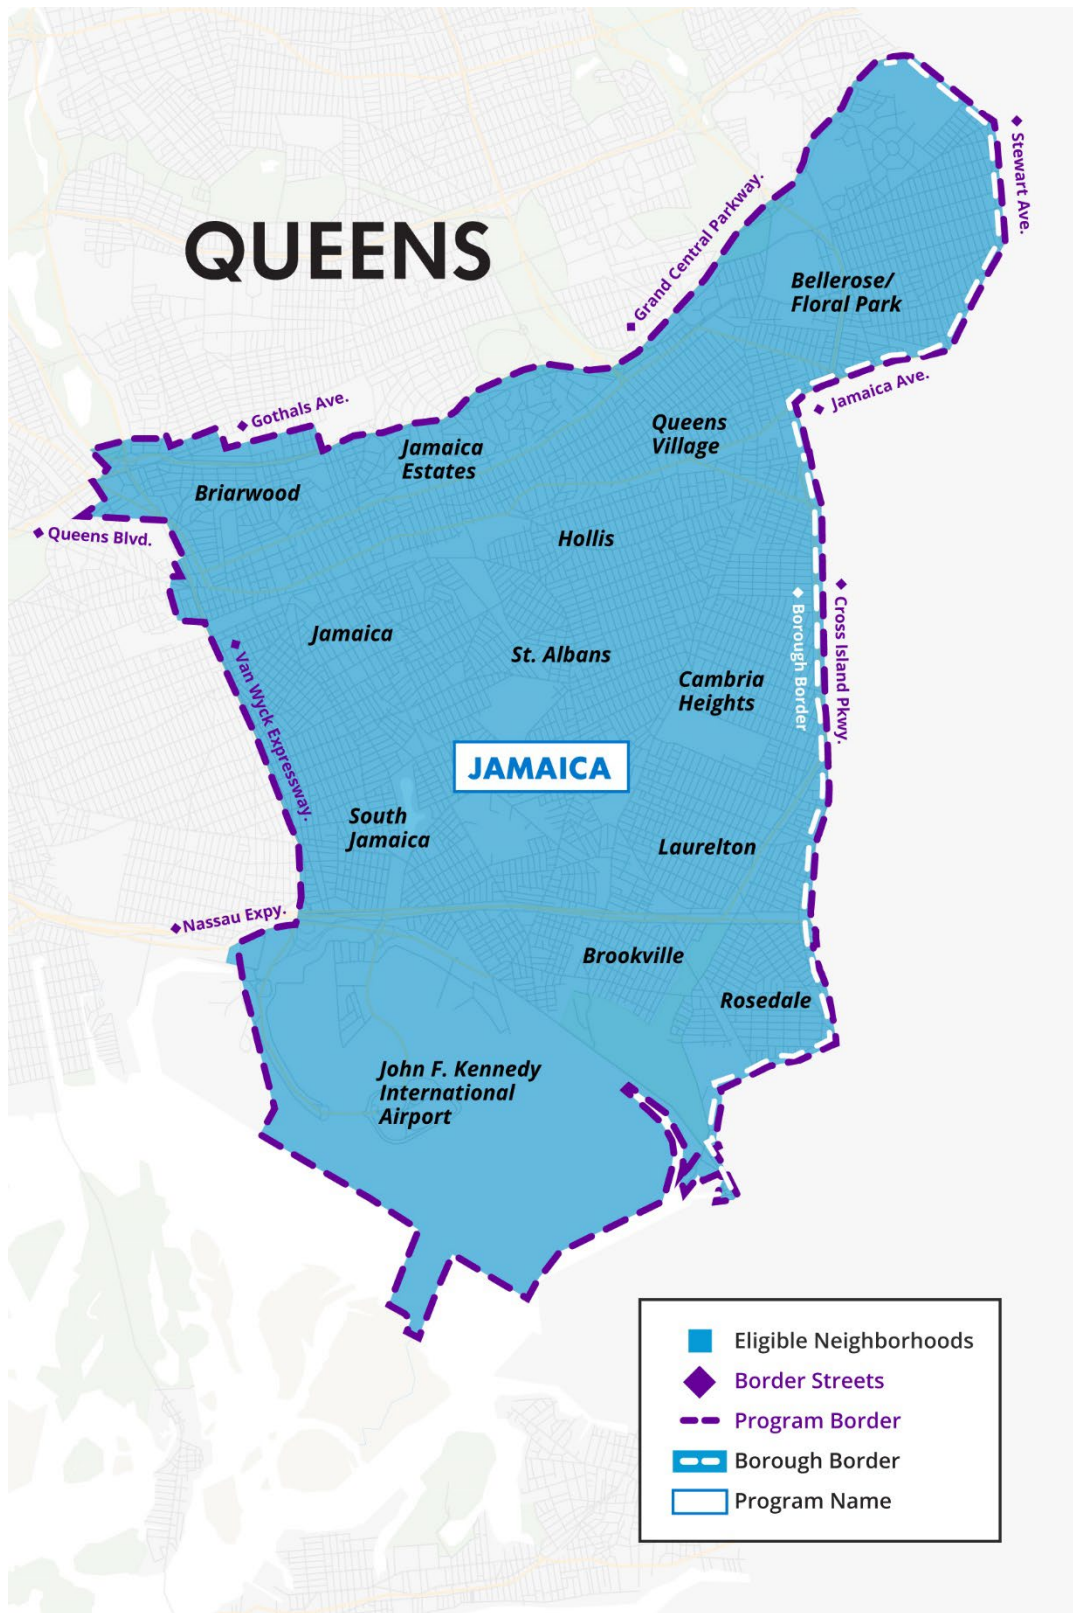 Stewart Ave.
Grand Central Parkway.
QUEENS
Bellerose/
Floral Park
Jamaica Ave.
Gothals Ave.
Queens
Village
Jamaica
Estates
Briarwood
Queens Blvd.
Hollis
Borough Border
Cross Island Pkwy.
Jamaica
St. Albans
Van Wyck Expressway.
Cambria
Heights
JAMAICA
South
Jamaica
Laurelton
Nassau Expy.
Brookville
Rosedale
John F. Kennedy
International
Airport
Eligible Neighborhoods
Border Streets
Program Border
Borough Border
Program Name